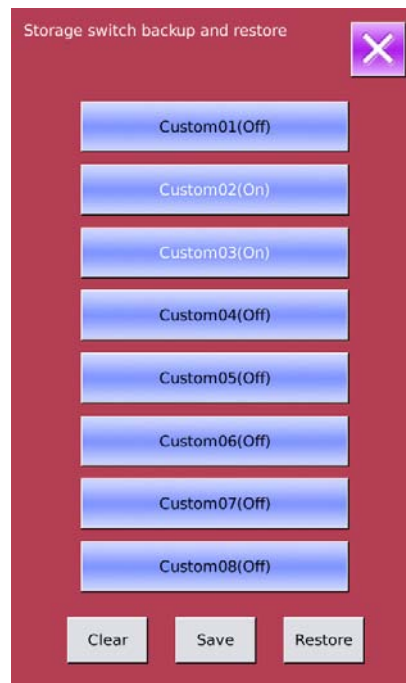 Storage switch backup and restore
Custom01(Off)
Custom02(On)
Custom03(On)
Custom04(Off)
Custom05(Off)
Custom06(Off)
Custom07(Off)
Custom08(Off)
Clear Save Restore